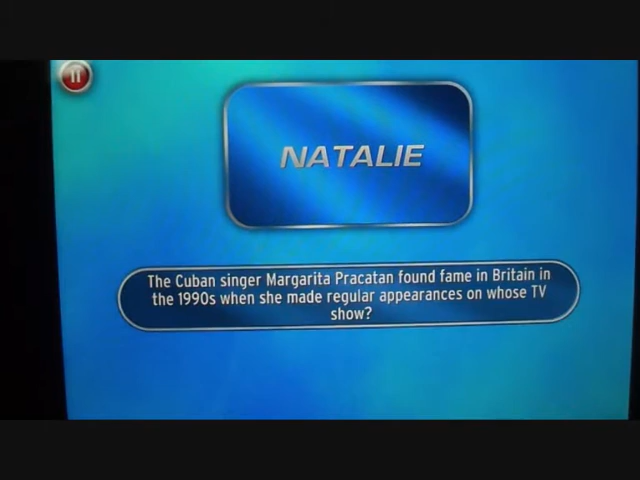 NATALIE
The Cuban singer Margarita Pracatan found fame in Britain in
the 1990s when she made regular appearances on whose TV
show?